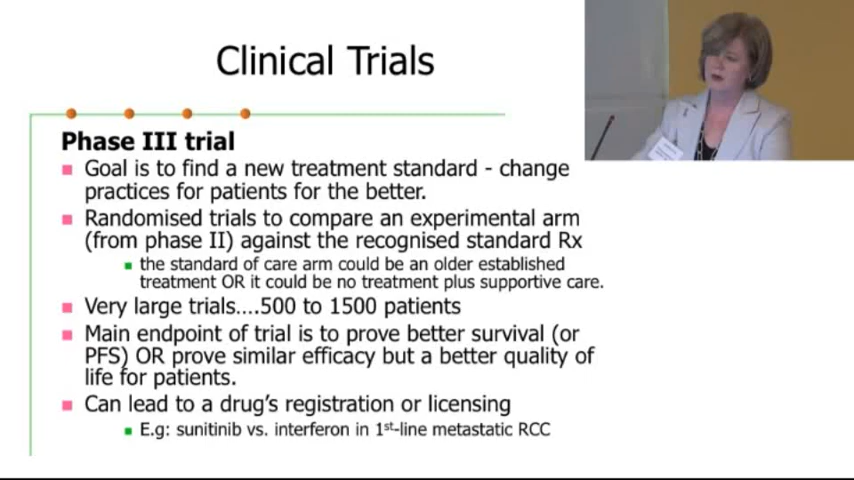 Clinical Trials
Phase III trial
Goal is to find a new treatment standard - change
practices for patients for the better.
Randomised trials to compare an experimental arm
(from phase II) against the recognised standard Rx
the standard of care arm could be an older established
treatment OR it could be no treatment plus supportive care.
Very large trials....500 to 1500 patients
Main endpoint of trial is to prove better survival (or
PFS) OR prove similar efficacy but a better quality of
life for patients.
Can lead to a drug's registration or licensing
E.g: sunitinib vs. interferon in 1st-line metastatic RCC